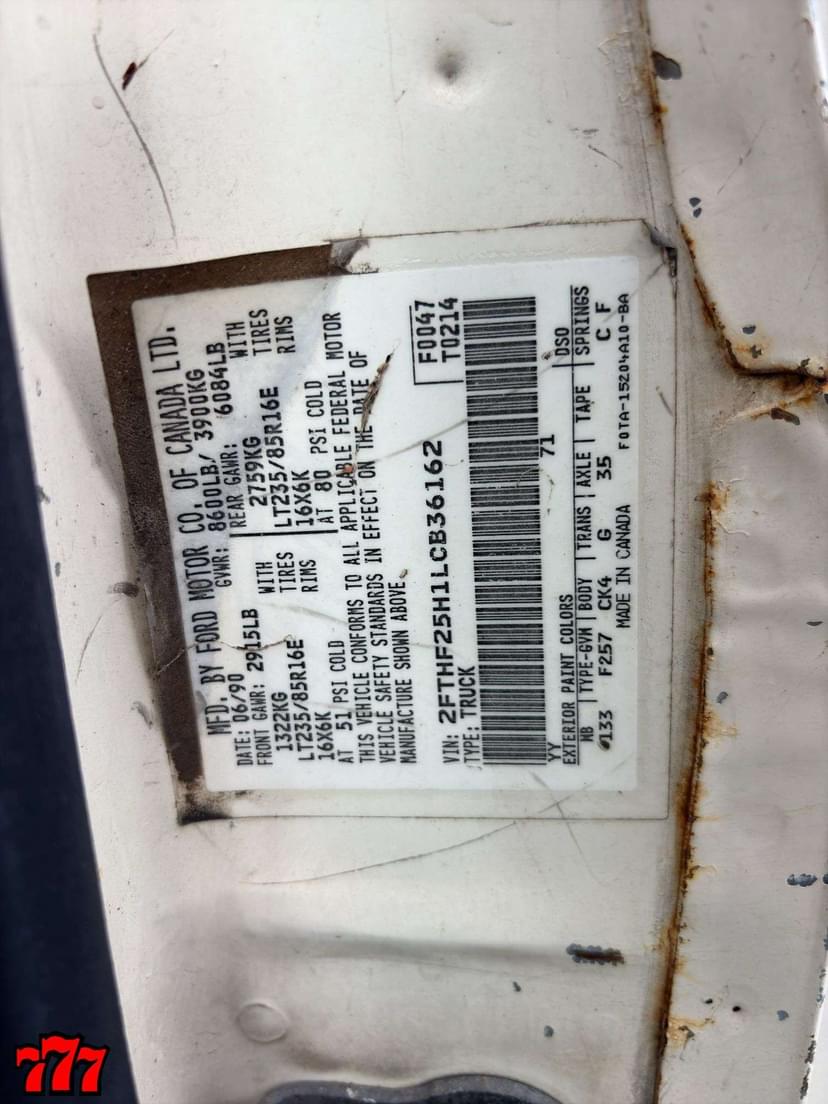 MFD. BY FORD MOTOR CO. OF CANADA LTD.
DATE: 06/90 GVWR: 8600LB/ 3900KG
FRONT GAWR: 2915LB REAR GAWR: 6084LB
1322KG WITH 2759KG WITH
LT235/85R16E TIRES LT235/85R16E TIRES
16X6K RIMS 16X6K RIMS
AT 51 PSI COLD AT 80 PSI COLD
THIS VEHICLE CONFORMS TO ALL APPLICABLE FEDERAL MOTOR
VEHICLE SAFETY STANDARDS IN EFFECT ON THE DATE OF
MANUFACTURE SHOWN ABOVE.
VIN: 2FTHF25H1LCB36162 F0047
TYPE: TRUCK T0214
YY 71
EXTERIOR PAINT COLORS DSO
MB TYPE-GVW BODY TRANS AXLE TAPE SPRINGS
133 F257 CK4 G 35 C F
MADE IN CANADA F0TA-15204A10-BA
777